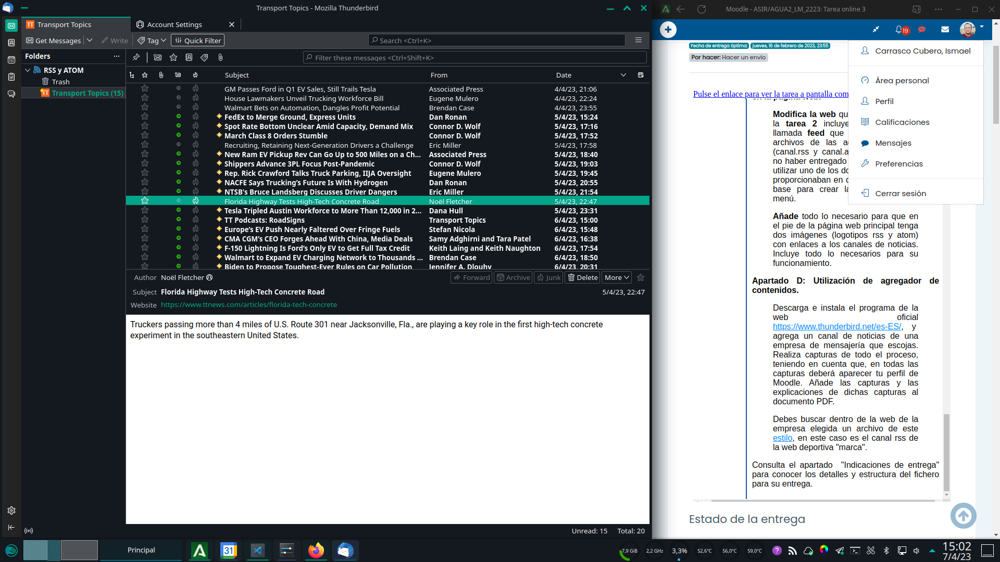 Transport Topics - Mozilla Thunderbird
Transport Topics
Account Settings
Get Messages
Write
Tag
Quick Filter
Search <Ctrl+K>
Folders
RSS y ATOM
Trash
Transport Topics (15)
Filter these messages <Ctrl+Shift+K>
Subject From Date
GM Passes Ford in Q1 EV Sales, Still Trails Tesla Associated Press 4/4/23, 21:06
House Lawmakers Unveil Trucking Workforce Bill Eugene Mulero 4/4/23, 22:24
Walmart Bets on Automation, Dangles Profit Potential Brendan Case 4/4/23, 23:55
FedEx to Merge Ground, Express Units Dan Ronan 5/4/23, 15:24
Spot Rate Bottom Unclear Amid Capacity, Demand Mix Connor D. Wolf 5/4/23, 17:16
March Class 8 Orders Stumble Connor D. Wolf 5/4/23, 17:52
Recruiting, Retaining Next-Generation Drivers a Challenge Eric Miller 5/4/23, 17:58
New Ram EV Pickup Rev Can Go Up to 500 Miles on a Ch... Associated Press 5/4/23, 18:40
Shippers Advance 3PL Focus Post-Pandemic Connor D. Wolf 5/4/23, 19:03
Rep. Rick Crawford Talks Truck Parking, IIJA Oversight Eugene Mulero 5/4/23, 19:45
NACFE Says Trucking’s Future Is With Hydrogen Dan Ronan 5/4/23, 20:55
NTSB's Bruce Landsberg Discusses Driver Dangers Eric Miller 5/4/23, 21:54
Florida Highway Tests High-Tech Concrete Road Noël Fletcher 5/4/23, 22:47
Tesla Tripled Austin Workforce to More Than 12,000 in 2... Dana Hull 5/4/23, 23:31
TT Podcasts: RoadSigns Transport Topics 6/4/23, 15:00
Europe’s EV Push Nearly Faltered Over Fringe Fuels Stefan Nicola 6/4/23, 15:48
CMA CGM’s CEO Forges Ahead With China, Media Deals Samy Adghirni and Tara Patel 6/4/23, 16:38
F-150 Lightning Is Ford’s Only EV to Get Full Tax Credit Keith Laing and Keith Naughton 6/4/23, 17:54
Walmart to Expand EV Charging Network to Thousands ... Brendan Case 6/4/23, 18:50
Biden to Propose Toughest-Ever Rules on Car Pollution Jennifer A. Dlouhy 6/4/23, 20:31
Author Noël Fletcher
Forward Archive Junk Delete More
Subject Florida Highway Tests High-Tech Concrete Road 5/4/23, 22:47
Website https://www.ttnews.com/articles/florida-tech-concrete
Truckers passing more than 4 miles of U.S. Route 301 near Jacksonville, Fla., are playing a key role in the first high-tech concrete
experiment in the southeastern United States.
Unread: 15 Total: 20
Moodle - ASIR/AGUA2_LM_2223: Tarea online 3
19
Fecha de entrega óptima: jueves, 16 de febrero de 2023, 23:55
Por hacer: Hacer un envío
Carrasco Cubero, Ismael
Área personal
Perfil
Calificaciones
Mensajes
Preferencias
Cerrar sesión
Pulse el enlace para ver la tarea a pantalla com
Modifica la web qu
la tarea 2 incluye
llamada feed que
archivos de las a
(canal.rss y canal.a
no haber entregado
utilizar uno de los do
proporcionaban en d
base para crear la
menú.
Añade todo lo necesario para que en
el pie de la página web principal tenga
dos imágenes (logotipos rss y atom)
con enlaces a los canales de noticias.
Incluye todo lo necesarios para su
funcionamiento.
Apartado D: Utilización de agregador de
contenidos.
Descarga e instala el programa de la
web oficial
https://www.thunderbird.net/es-ES/, y
agrega un canal de noticias de una
empresa de mensajería que escojas.
Realiza capturas de todo el proceso,
teniendo en cuenta que, en todas las
capturas deberá aparecer tu perfil de
Moodle. Añade las capturas y las
explicaciones de dichas capturas al
documento PDF.
Debes buscar dentro de la web de la
empresa elegida un archivo de este
estilo, en este caso es el canal rss de
la web deportiva "marca".
Consulta el apartado "Indicaciones de entrega"
para conocer los detalles y estructura del fichero
para su entrega.
Estado de la entrega
Principal
31
7,9 GiB
2,2 GHz
3,3%
52,6°C
56,0°C
59,0°C
15:02
7/4/23